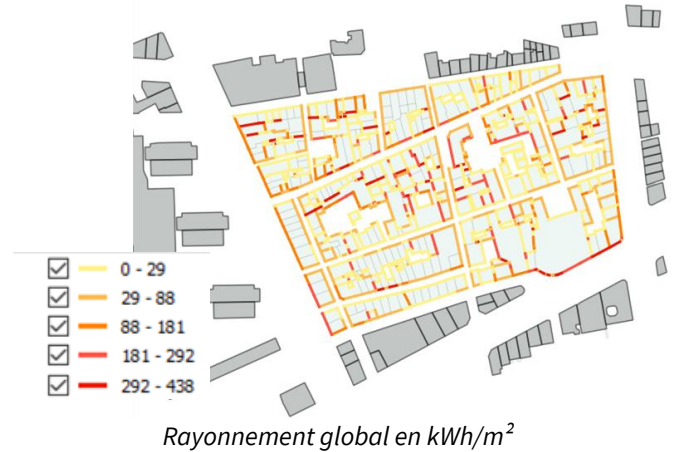 0 - 29
29 - 88
88 - 181
181 - 292
292 - 438
Rayonnement global en kWh/m²